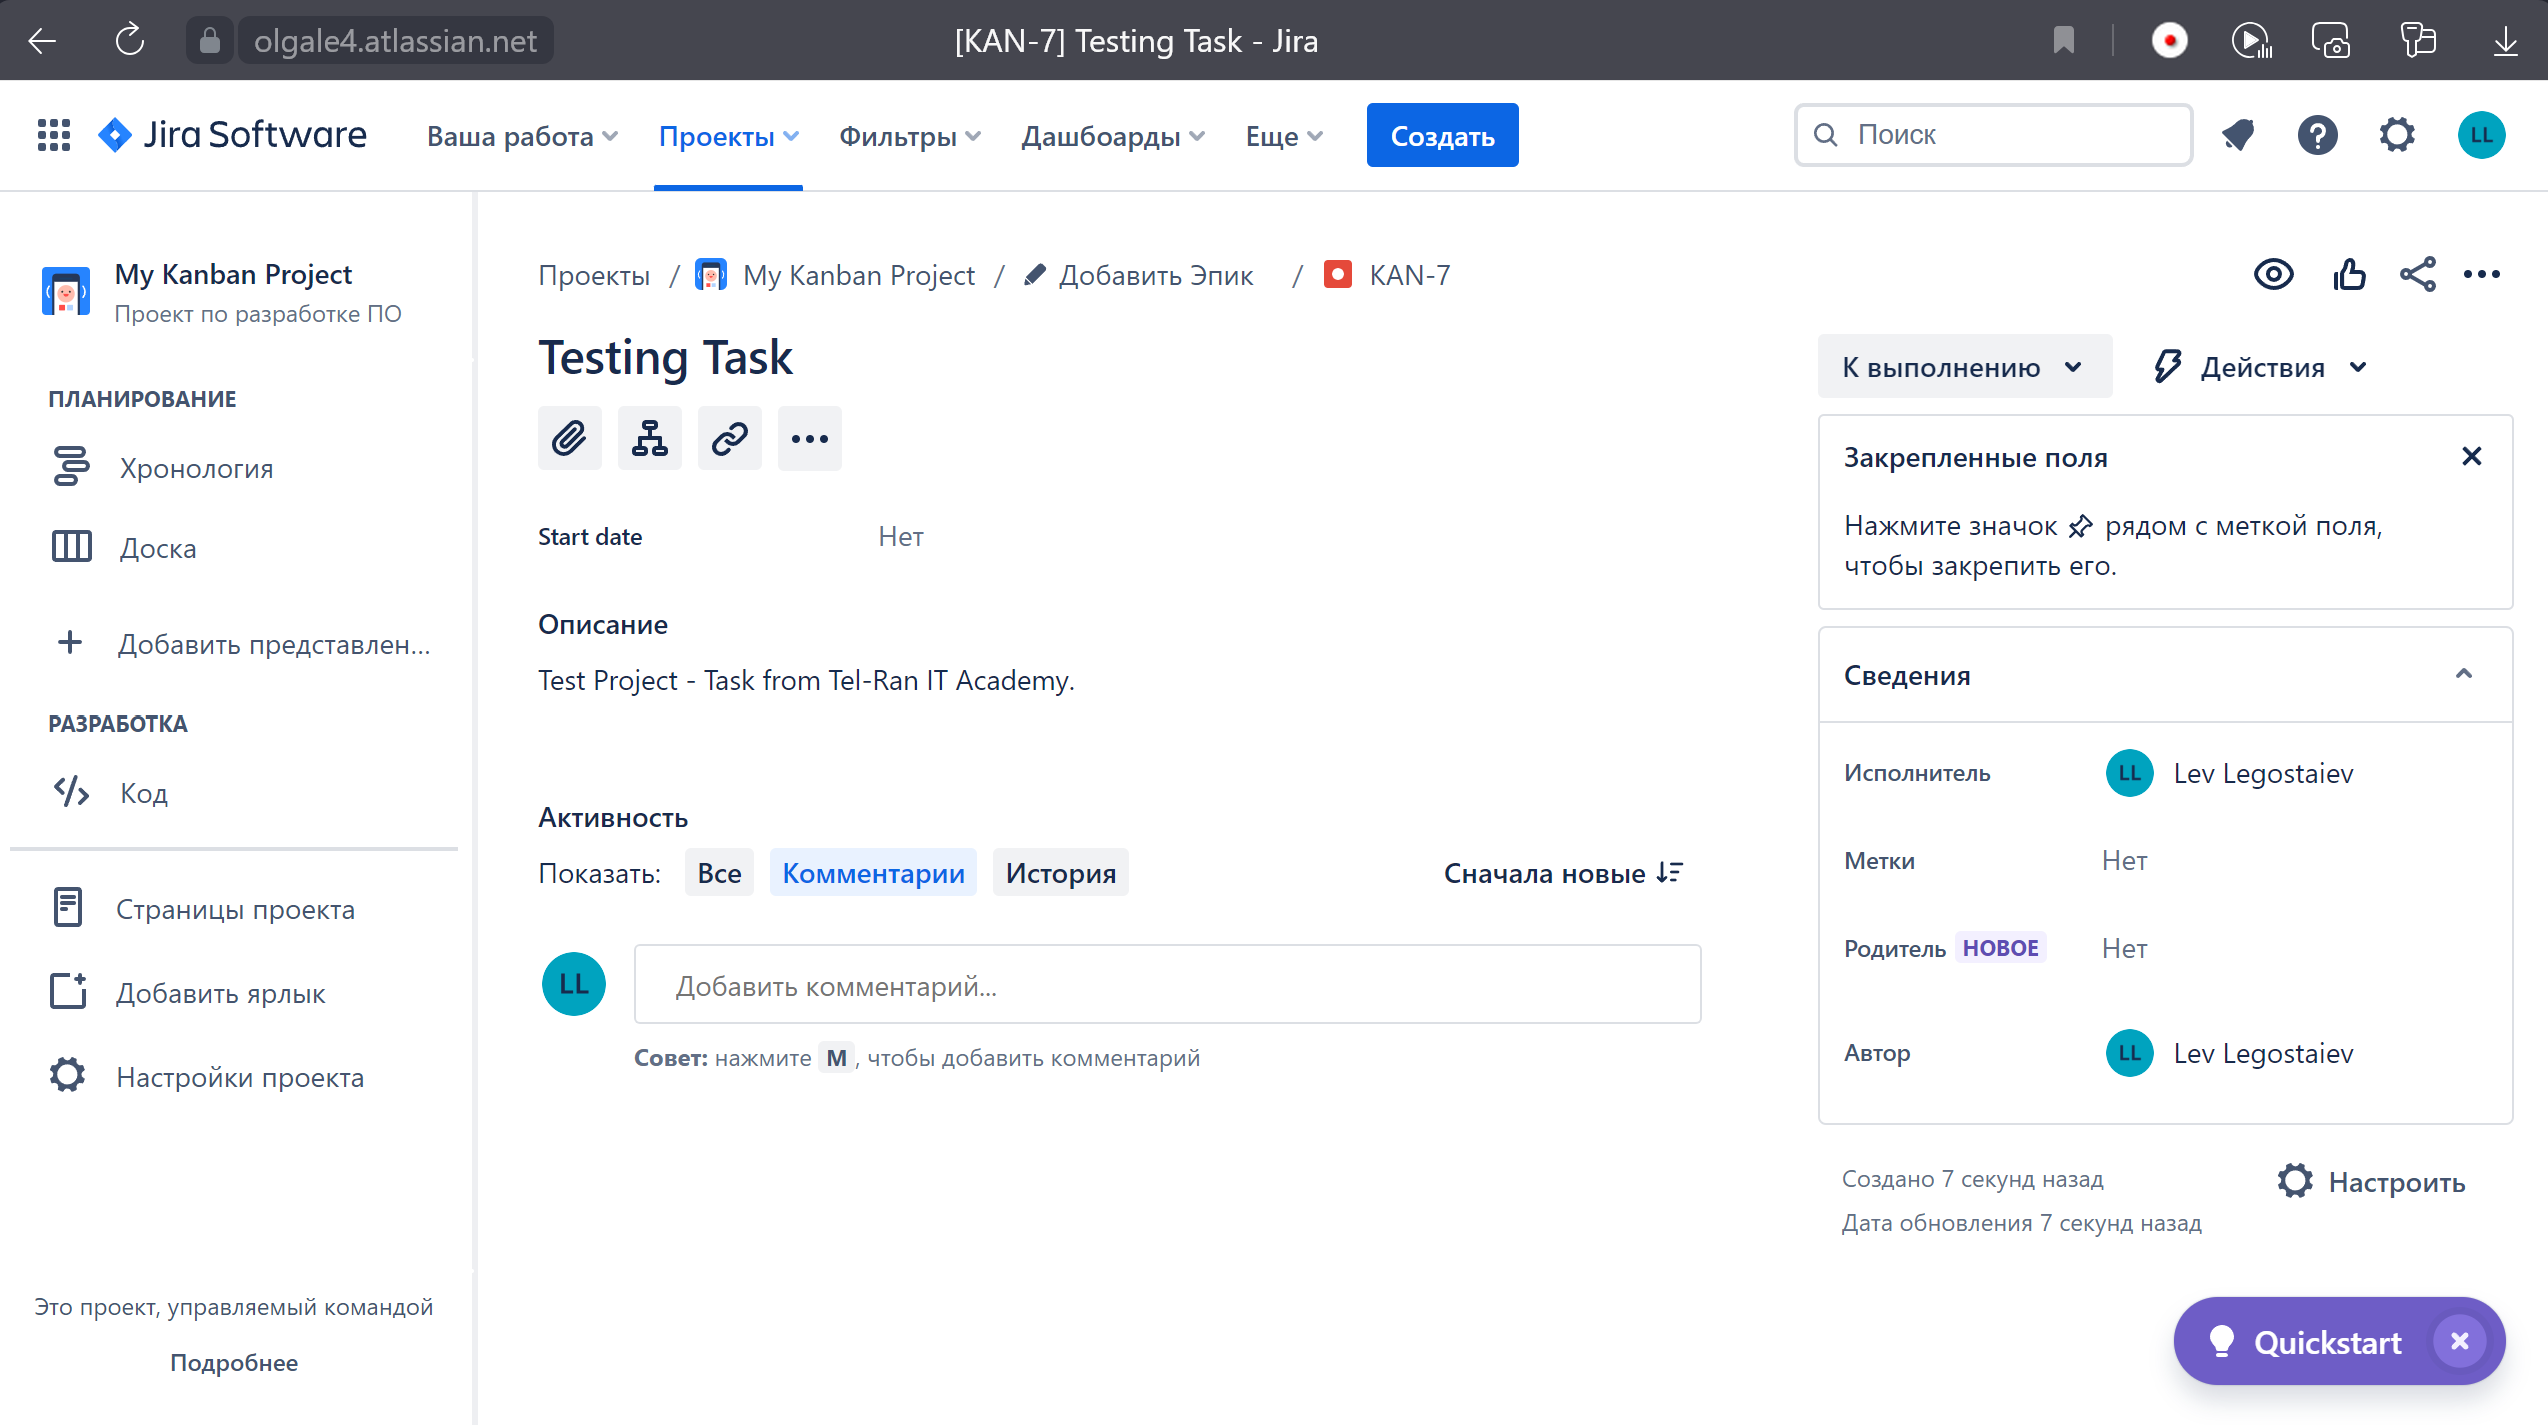 olgale4.atlassian.net
[KAN-7] Testing Task - Jira
Jira Software
Ваша работа
Проекты
Фильтры
Дашбоарды
Еще
Создать
Поиск
LL
My Kanban Project
Проект по разработке ПО
ПЛАНИРОВАНИЕ
Хронология
Доска
Добавить представлен...
РАЗРАБОТКА
Код
Страницы проекта
Добавить ярлык
Настройки проекта
Это проект, управляемый командой
Подробнее
Проекты / My Kanban Project / Добавить Эпик / KAN-7
Testing Task
Start date
Нет
Описание
Test Project - Task from Tel-Ran IT Academy.
Активность
Показать: Все Комментарии История
Сначала новые
LL
Добавить комментарий...
Совет: нажмите M, чтобы добавить комментарий
К выполнению
Действия
Закрепленные поля
Нажмите значок рядом с меткой поля,
чтобы закрепить его.
Сведения
Исполнитель
LL Lev Legostaiev
Метки
Нет
Родитель НОВОЕ
Нет
Автор
LL Lev Legostaiev
Создано 7 секунд назад
Дата обновления 7 секунд назад
Настроить
Quickstart